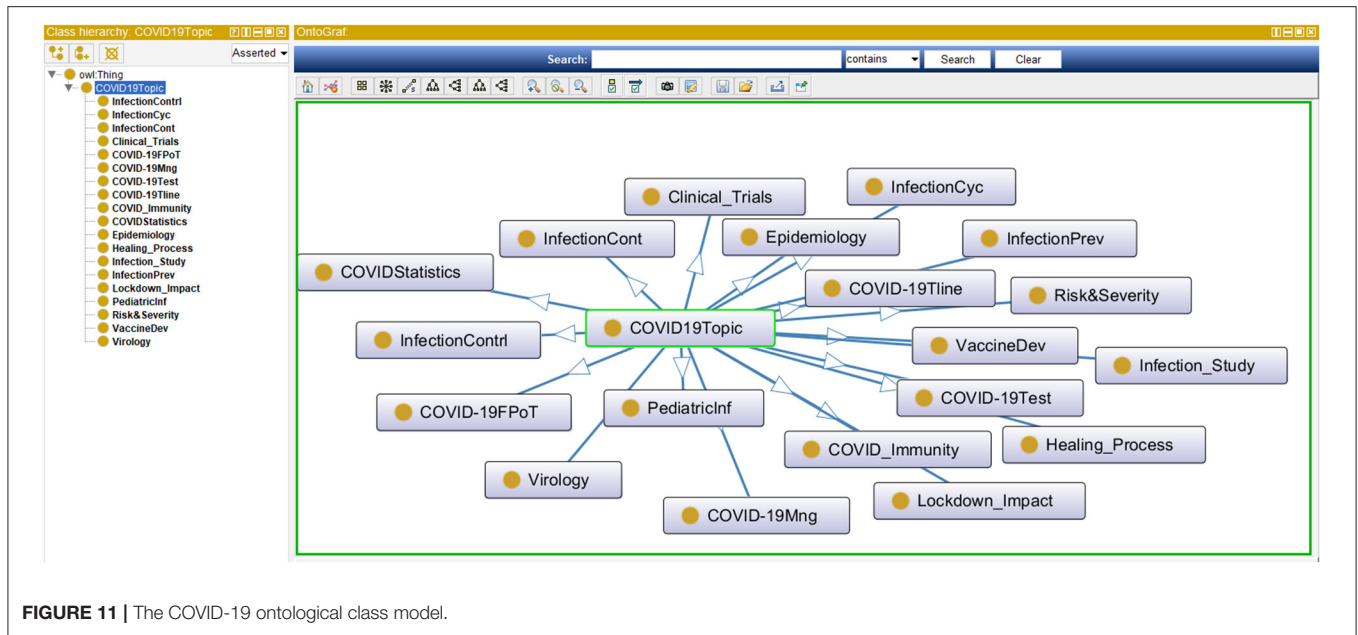 Class hierarchy: COVID19Topic
OntoGraf:
Asserted
Search:
contains
Search
Clear
owl:Thing
COVID19Topic
InfectionContrl
InfectionCyc
InfectionCont
Clinical_Trials
COVID-19FPoT
COVID-19Mng
COVID-19Test
COVID-19Tline
COVID_Immunity
COVIDStatistics
Epidemiology
Healing_Process
Infection_Study
InfectionPrev
Lockdown_Impact
PediatricInf
Risk&Severity
VaccineDev
Virology
Clinical_Trials
InfectionCyc
InfectionCont
Epidemiology
InfectionPrev
COVIDStatistics
COVID-19Tline
Risk&Severity
COVID19Topic
InfectionContrl
VaccineDev
Infection_Study
COVID-19FPoT
PediatricInf
COVID-19Test
COVID_Immunity
Healing_Process
Virology
COVID-19Mng
Lockdown_Impact
FIGURE 11 | The COVID-19 ontological class model.